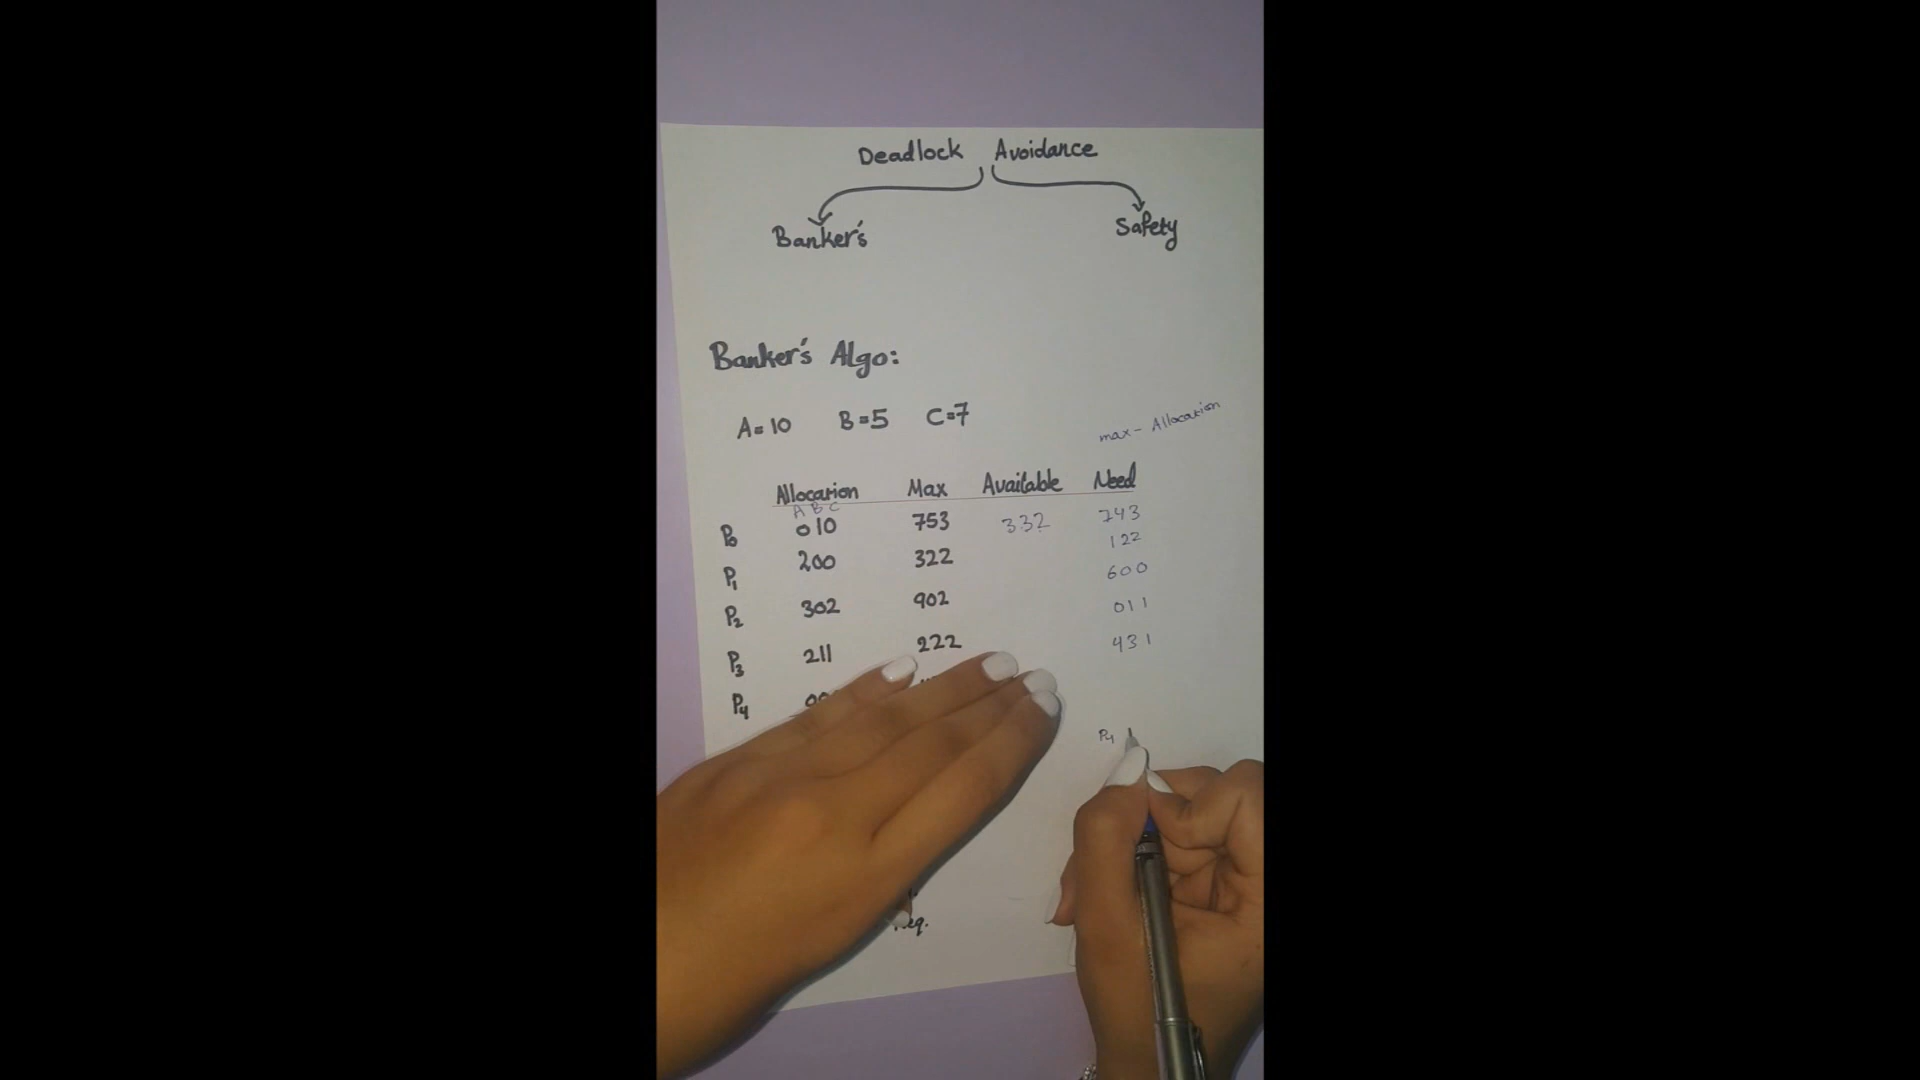 Deadlock Avoidance
Banker's Safety
Banker's Algo:
A=10 B=5 C=7
max - Allocation
Allocation Max Available Need
A B C
P0 010 753 332 743
P1 200 322 122
P2 302 902 600
P3 211 222 011
P4 431
P4